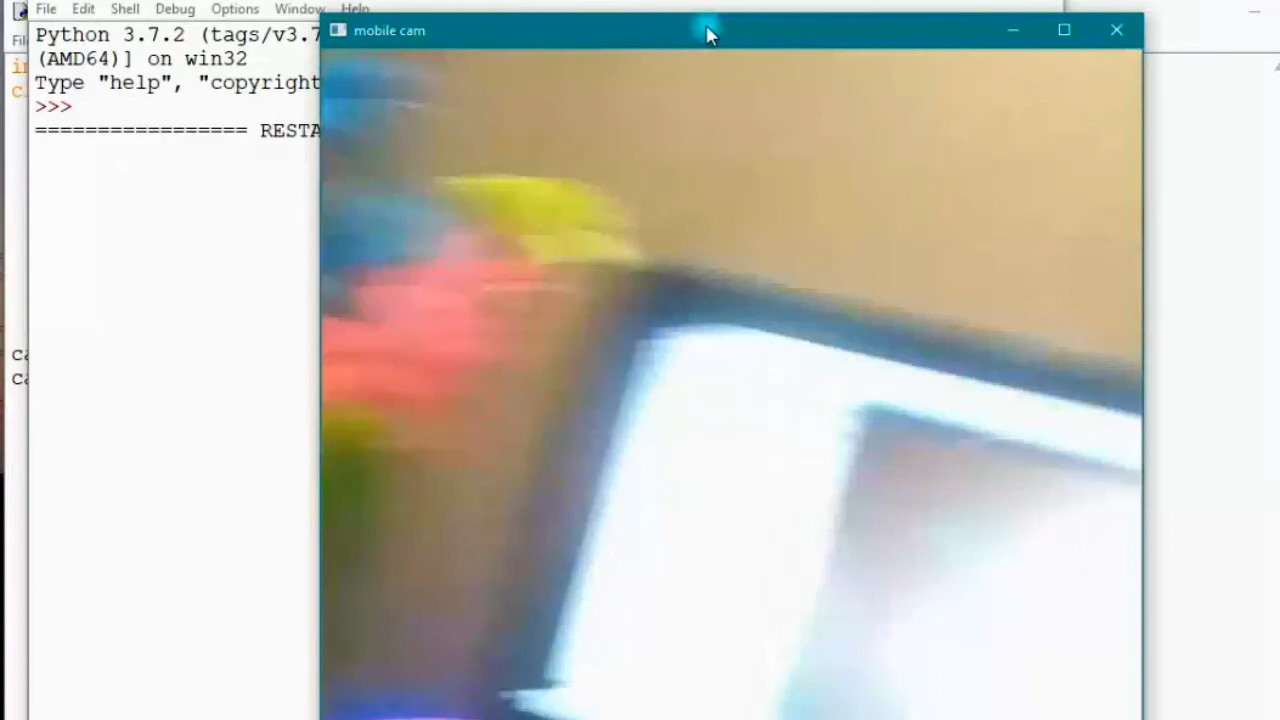 File Edit Shell Debug Options Window Help
mobile cam
Python 3.7.2 (tags/v3.7
(AMD64)] on win32
Type "help", "copyright
>>>
================= RESTA